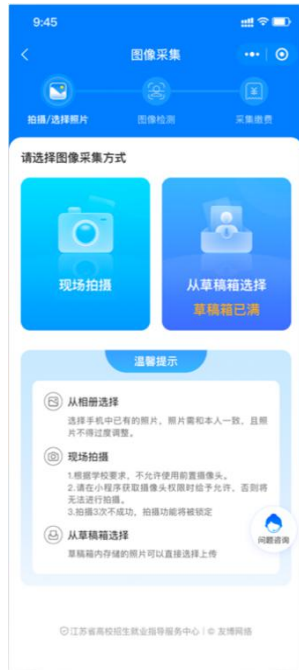 9:45
图像采集
拍摄/选择照片
图像检测
采集缴费
请选择图像采集方式
现场拍摄
从草稿箱选择
草稿箱已满
温馨提示
从相册选择
选择手机中已有的照片，照片需和本人一致，且照
片不得过度调整。
现场拍摄
1.根据学校要求，不允许使用前置摄像头。
2.请在小程序获取摄像头权限时给予允许，否则将
无法进行拍摄。
3.拍摄3次不成功，拍摄功能将被锁定
从草稿箱选择
草稿箱内存储的照片可以直接选择上传
问题咨询
江苏省高校招生就业指导服务中心 | © 友博网络